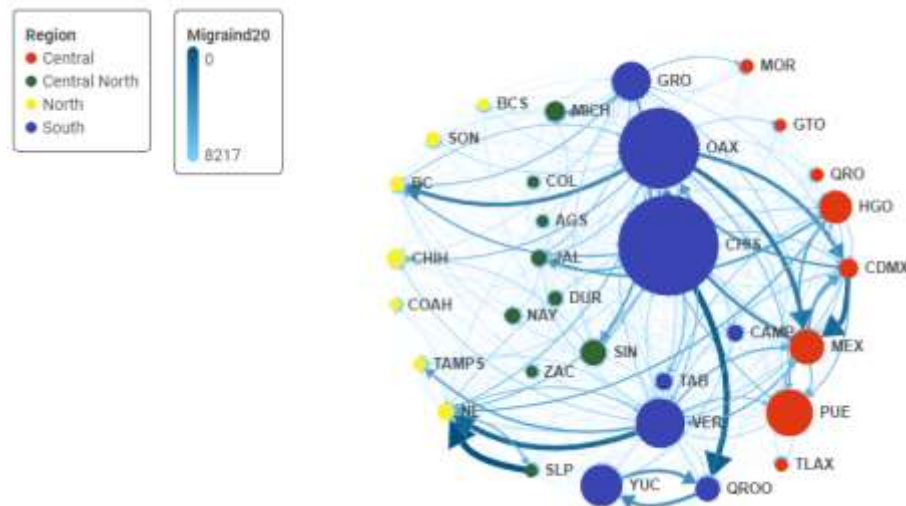 Region
Central
Central North
North
South
Migraind20
0
8217
MOR
GRO
BCS
MICH
GTO
SON
OAX
BC
COL
QRO
HGO
AGS
CHIS
CHIH
JAL
CDMX
DUR
COAH
NAY
CAMP
MEX
SIN
TAMPS
ZAC
TAB
NL
VER
PUE
SLP
TLAX
YUC
QROO